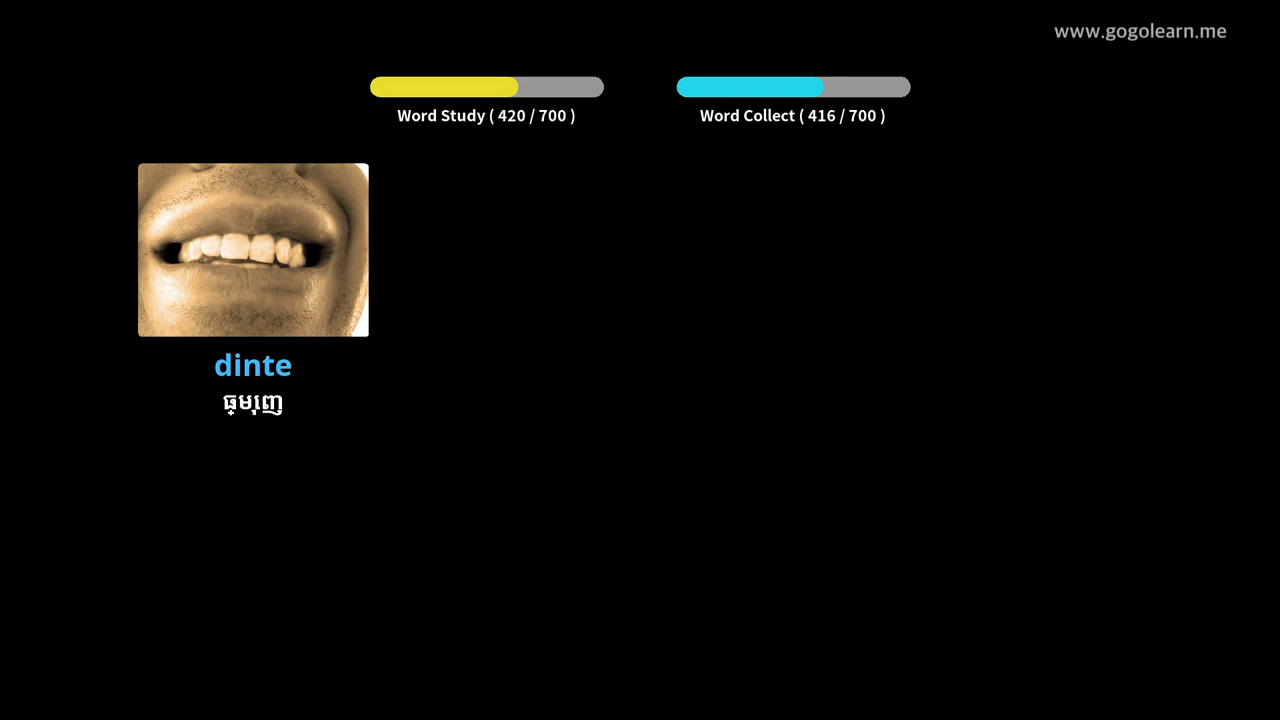 www.gogolearn.me
Word Study ( 420 / 700 )
Word Collect ( 416 / 700 )
dinte
ធ្មេញ